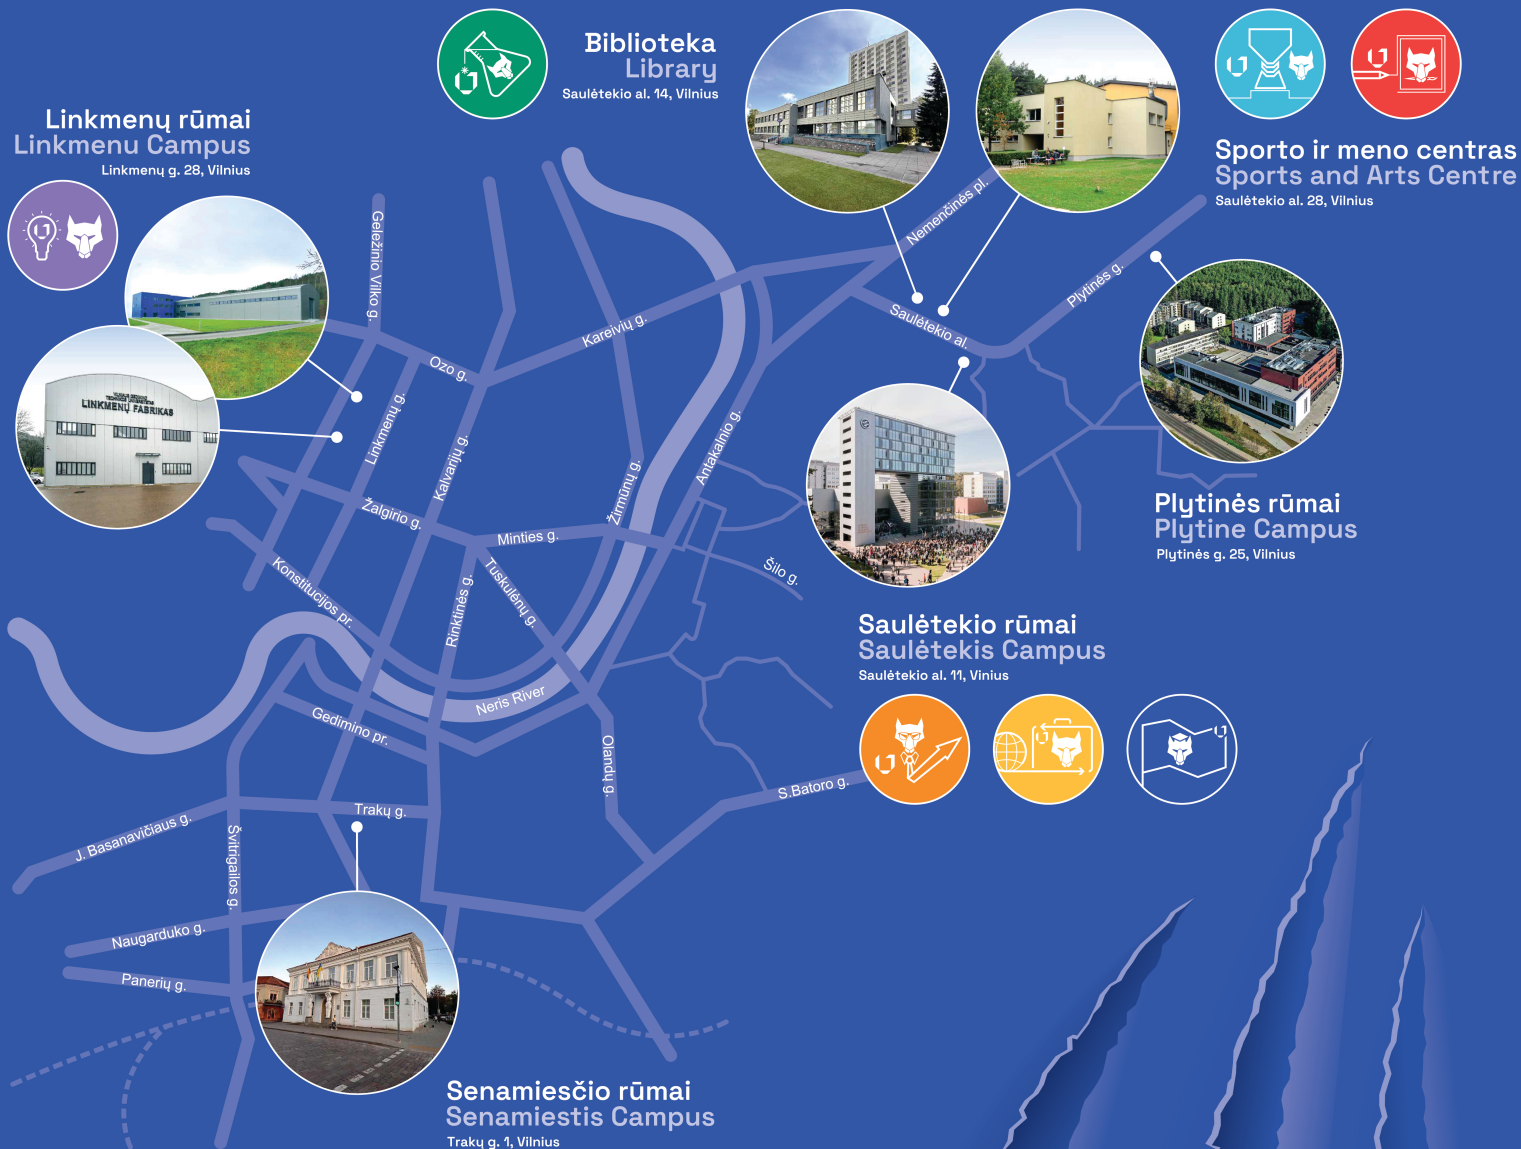 Biblioteka
Library
Saulėtekio al. 14, Vilnius
Linkmenų rūmai
Linkmenu Campus
Linkmenų g. 28, Vilnius
Sporto ir meno centras
Sports and Arts Centre
Saulėtekio al. 28, Vilnius
Nemenčinės pl.
Geležinio Vilko g.
Plytinės g.
Kareivių g.
Saulėtekio al.
Ozo g.
LINKMENŲ FABRIKAS
Linkmenų g.
Kalvarijų g.
Antakalnio g.
Žirmūnų g.
Žalgirio g.
Minties g.
Plytinės rūmai
Plytine Campus
Plytinės g. 25, Vilnius
Šilo g.
Konstitucijos pr.
Rinktinės g.
Tuskulėnų g.
Saulėtekio rūmai
Saulėtekis Campus
Saulėtekio al. 11, Vinius
Neris River
Gedimino pr.
Olandų g.
S.Batoro g.
Trakų g.
J. Basanavičiaus g.
Švitrigailos g.
Naugarduko g.
Panerių g.
Senamiesčio rūmai
Senamiestis Campus
Trakų g. 1, Vilnius